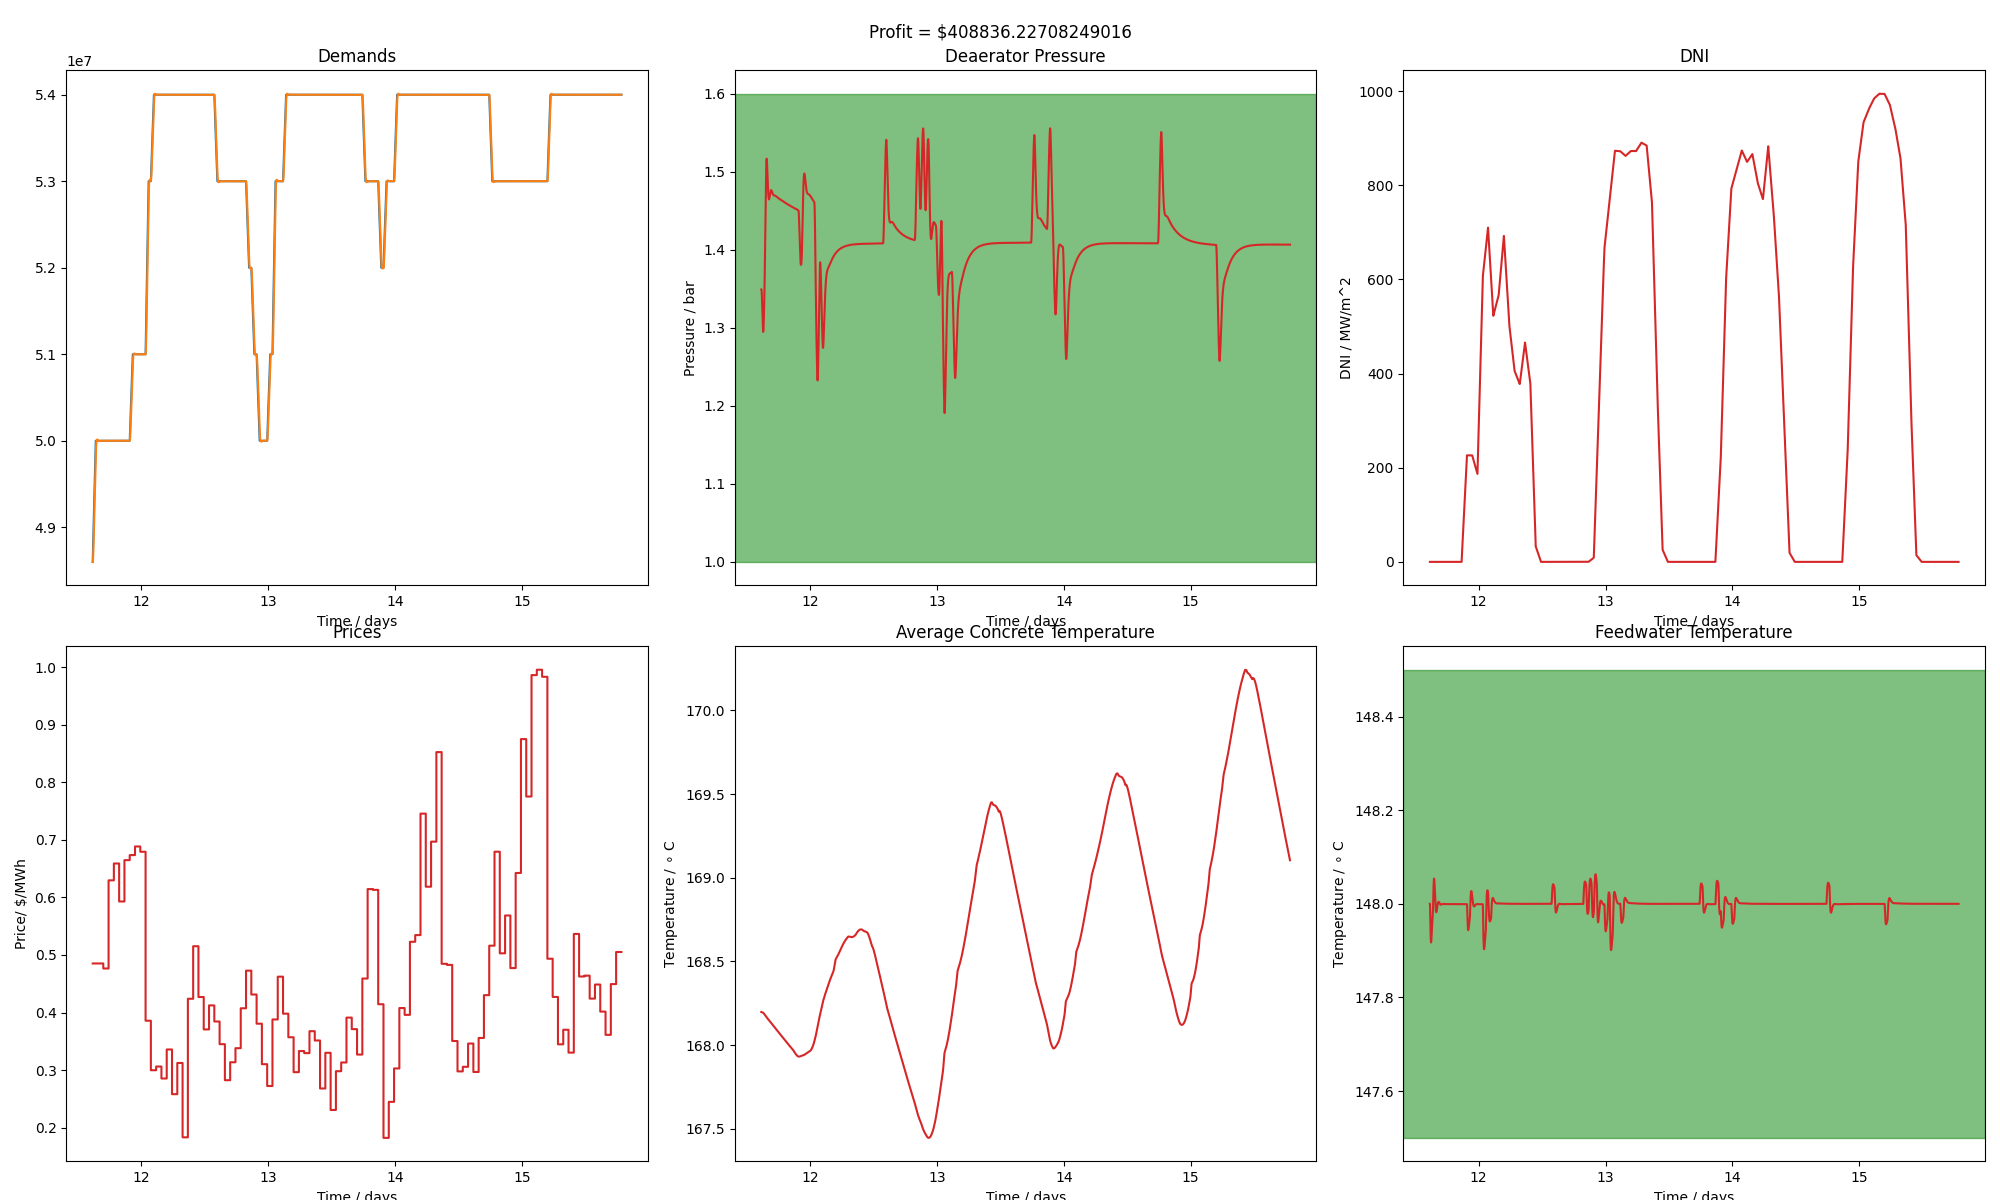 Profit = $408836.22708249016
Demands
1e7
5.4
5.3
5.2
5.1
5.0
4.9
12 13 14 15
Time / days
Deaerator Pressure
Pressure / bar
1.6
1.5
1.4
1.3
1.2
1.1
1.0
12 13 14 15
Time / days
DNI
DNI / MW/m^2
1000
800
600
400
200
0
12 13 14 15
Time / days
Prices
Price/ $/MWh
1.0
0.9
0.8
0.7
0.6
0.5
0.4
0.3
0.2
12 13 14 15
Time / days
Average Concrete Temperature
Temperature / ∘ C
170.0
169.5
169.0
168.5
168.0
167.5
12 13 14 15
Time / days
Feedwater Temperature
Temperature / ∘ C
148.4
148.2
148.0
147.8
147.6
12 13 14 15
Time / days